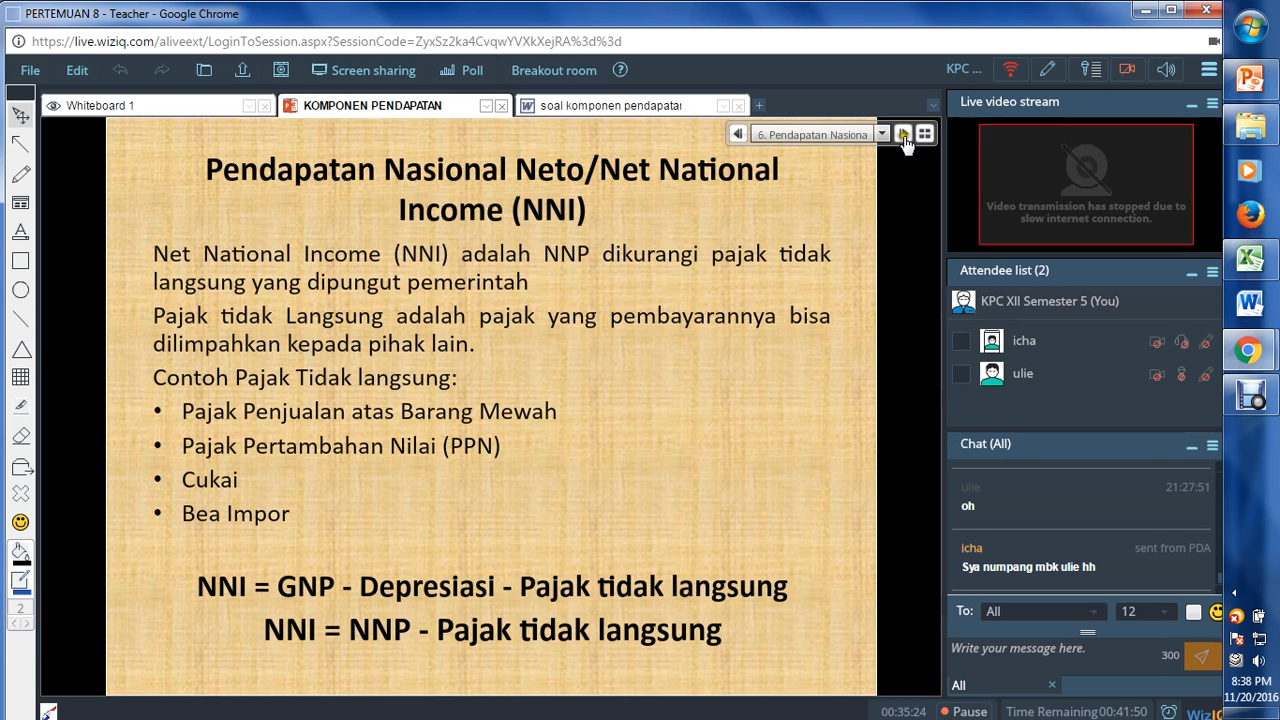 PERTEMUAN 8 - Teacher - Google Chrome
https://live.wiziq.com/aliveext/LoginToSession.aspx?SessionCode=ZyxSz2ka4CvqwYVXkXejRA%3d%3d
File Edit Screen sharing Poll Breakout room KPC ...
Whiteboard 1 KOMPONEN PENDAPATAN soal komponen pendapatan
6. Pendapatan Nasiona
Pendapatan Nasional Neto/Net National
Income (NNI)
Net National Income (NNI) adalah NNP dikurangi pajak tidak
langsung yang dipungut pemerintah
Pajak tidak Langsung adalah pajak yang pembayarannya bisa
dilimpahkan kepada pihak lain.
Contoh Pajak Tidak langsung:
• Pajak Penjualan atas Barang Mewah
• Pajak Pertambahan Nilai (PPN)
• Cukai
• Bea Impor
NNI = GNP - Depresiasi - Pajak tidak langsung
NNI = NNP - Pajak tidak langsung
2
Live video stream
Video transmission has stopped due to
slow internet connection.
Attendee list (2)
KPC XII Semester 5 (You)
icha
ulie
Chat (All)
ulie 21:27:51
oh
icha sent from PDA
Sya numpang mbk ulie hh
To: All 12
Write your message here.
300
All
00:35:24 Pause Time Remaining 00:41:50
8:38 PM
11/20/2016